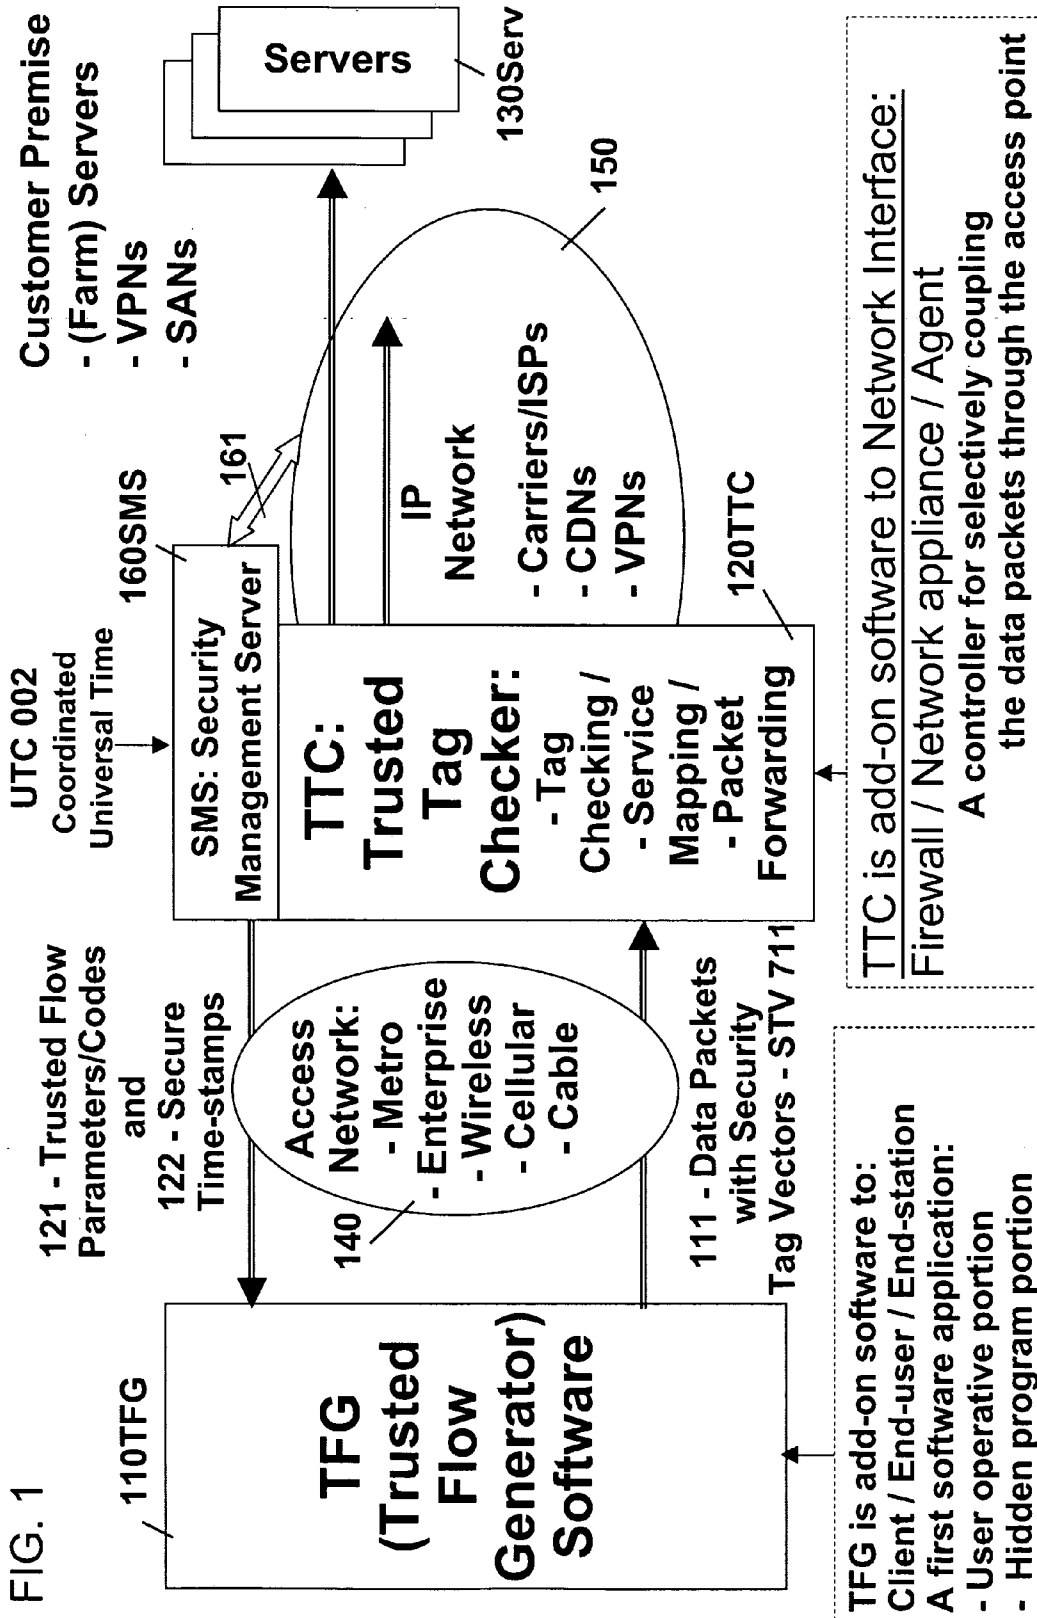 FIG. 1
110TFG
TFG
(Trusted
Flow
Generator)
Software
TFG is add-on software to:
Client / End-user / End-station
A first software application:
- User operative portion
- Hidden program portion
121 - Trusted Flow
Parameters/Codes
and
122 - Secure
Time-stamps
140
Access
Network:
- Metro
- Enterprise
- Wireless
- Cellular
- Cable
111 - Data Packets
with Security
Tag Vectors - STV 711
UTC 002
Coordinated
Universal Time
160SMS
SMS: Security
Management Server
161
TTC:
Trusted
Tag
Checker:
- Tag
Checking /
- Service
Mapping /
- Packet
Forwarding
120TTC
IP
Network
- Carriers/ISPs
- CDNs
- VPNs
150
Customer Premise
- (Farm) Servers
- VPNs
- SANs
Servers
130Serv
TTC is add-on software to Network Interface:
Firewall / Network appliance / Agent
A controller for selectively coupling
the data packets through the access point